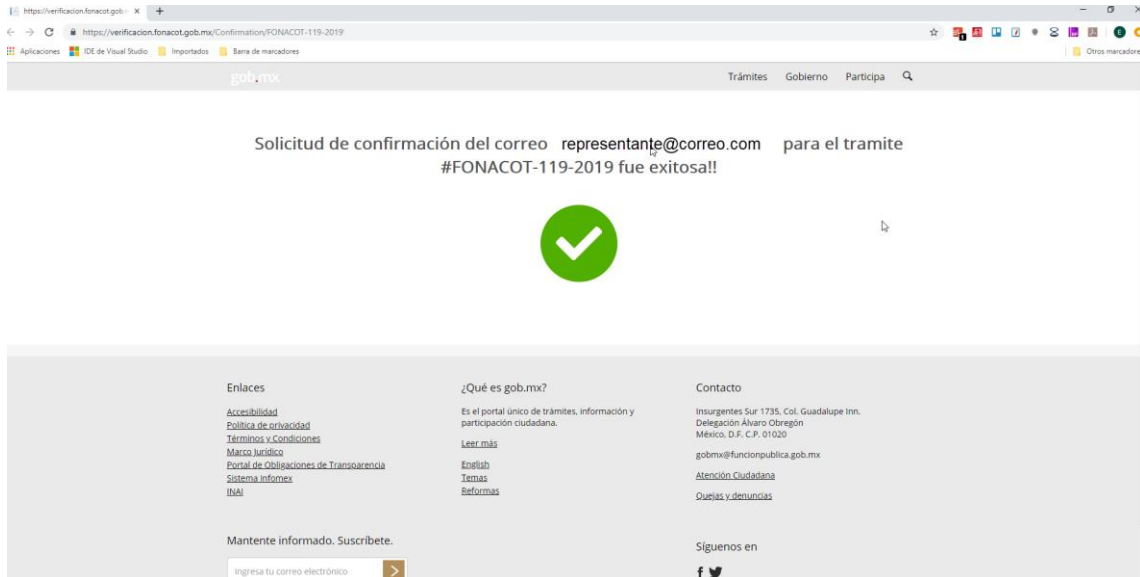 https://verificacion.fonacot.gob.
https://verificacion.fonacot.gob.mx/Confirmation/FONACOT-119-2019
Aplicaciones IDE de Visual Studio Importados Barra de marcadores Otros marcadores
gob.mx Trámites Gobierno Participa
Solicitud de confirmación del correo representante@correo.com para el tramite
#FONACOT-119-2019 fue exitosa!!
Enlaces
Accesibilidad
Política de privacidad
Términos y Condiciones
Marco Jurídico
Portal de Obligaciones de Transparencia
Sistema Infomex
INAI
¿Qué es gob.mx?
Es el portal único de trámites, información y
participación ciudadana.
Leer más
English
Temas
Reformas
Contacto
Insurgentes Sur 1735, Col. Guadalupe Inn.
Delegación Álvaro Obregón
México, D.F. C.P. 01020
gobmx@funcionpublica.gob.mx
Atención Ciudadana
Quejas y denuncias
Mantente informado. Suscríbete.
Ingresa tu correo electrónico
Síguenos en